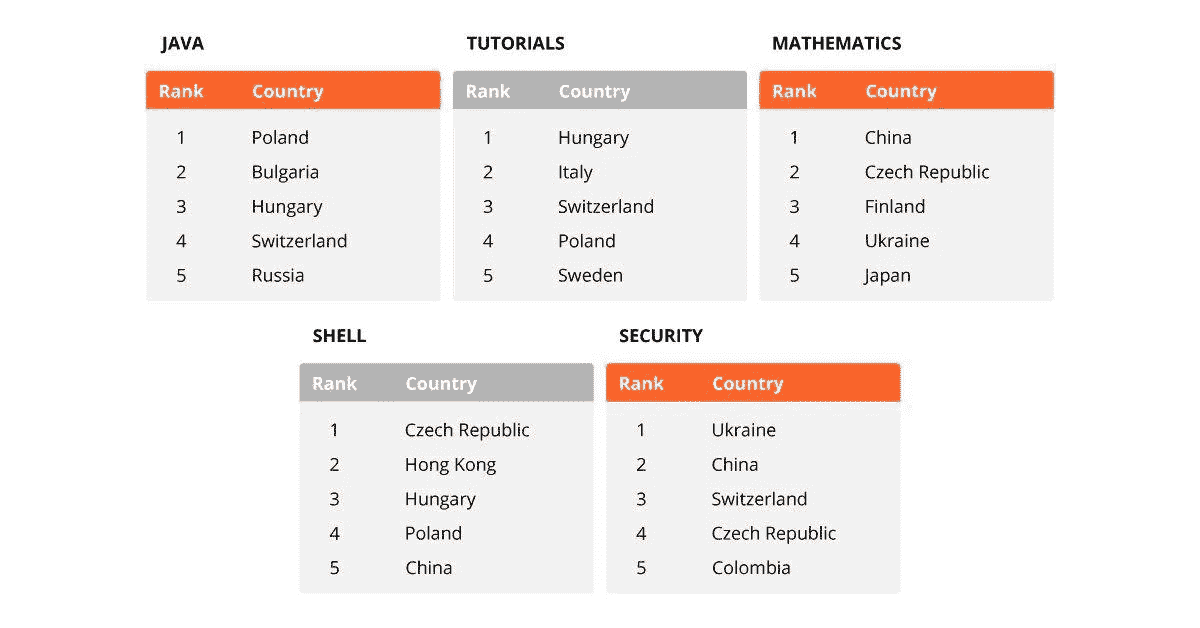 JAVA
Rank Country
1 Poland
2 Bulgaria
3 Hungary
4 Switzerland
5 Russia
TUTORIALS
Rank Country
1 Hungary
2 Italy
3 Switzerland
4 Poland
5 Sweden
MATHEMATICS
Rank Country
1 China
2 Czech Republic
3 Finland
4 Ukraine
5 Japan
SHELL
Rank Country
1 Czech Republic
2 Hong Kong
3 Hungary
4 Poland
5 China
SECURITY
Rank Country
1 Ukraine
2 China
3 Switzerland
4 Czech Republic
5 Colombia